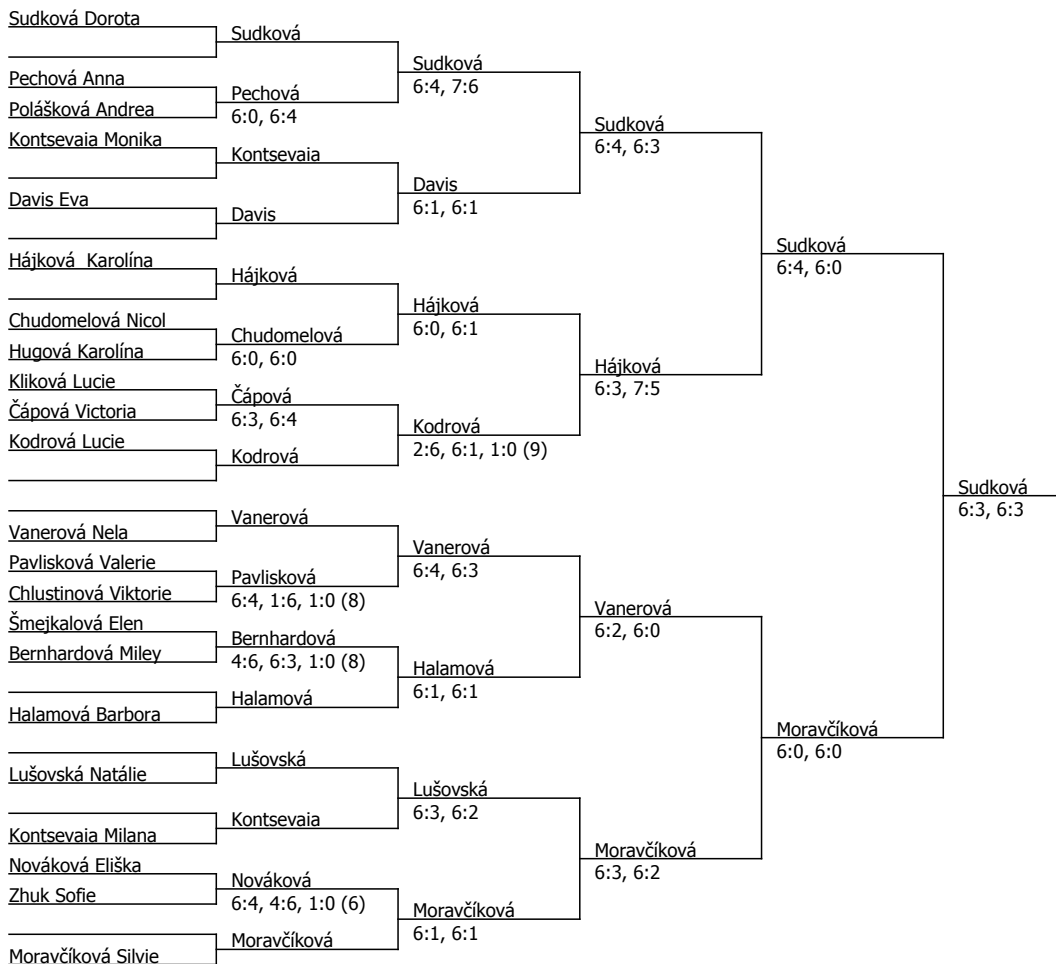 Sudková Dorota
Sudková
Sudková
6:4, 7:6
Pechová Anna
Pechová
6:0, 6:4
Polášková Andrea
Sudková
6:4, 6:3
Kontsevaia Monika
Kontsevaia
Davis
6:1, 6:1
Davis Eva
Davis
Sudková
6:4, 6:0
Hájková  Karolína
Hájková
Hájková
6:0, 6:1
Chudomelová Nicol
Chudomelová
6:0, 6:0
Hugová Karolína
Hájková
6:3, 7:5
Kliková Lucie
Čápová
6:3, 6:4
Čápová Victoria
Kodrová
2:6, 6:1, 1:0 (9)
Kodrová Lucie
Kodrová
Sudková
6:3, 6:3
Vanerová
Vanerová Nela
Vanerová
6:4, 6:3
Pavlisková Valerie
Pavlisková
6:4, 1:6, 1:0 (8)
Chlustinová Viktorie
Vanerová
6:2, 6:0
Šmejkalová Elen
Bernhardová
4:6, 6:3, 1:0 (8)
Bernhardová Miley
Halamová
6:1, 6:1
Halamová
Halamová Barbora
Moravčíková
6:0, 6:0
Lušovská
Lušovská Natálie
Lušovská
6:3, 6:2
Kontsevaia
Kontsevaia Milana
Moravčíková
6:3, 6:2
Nováková Eliška
Nováková
6:4, 4:6, 1:0 (6)
Zhuk Sofie
Moravčíková
6:1, 6:1
Moravčíková
Moravčíková Silvie